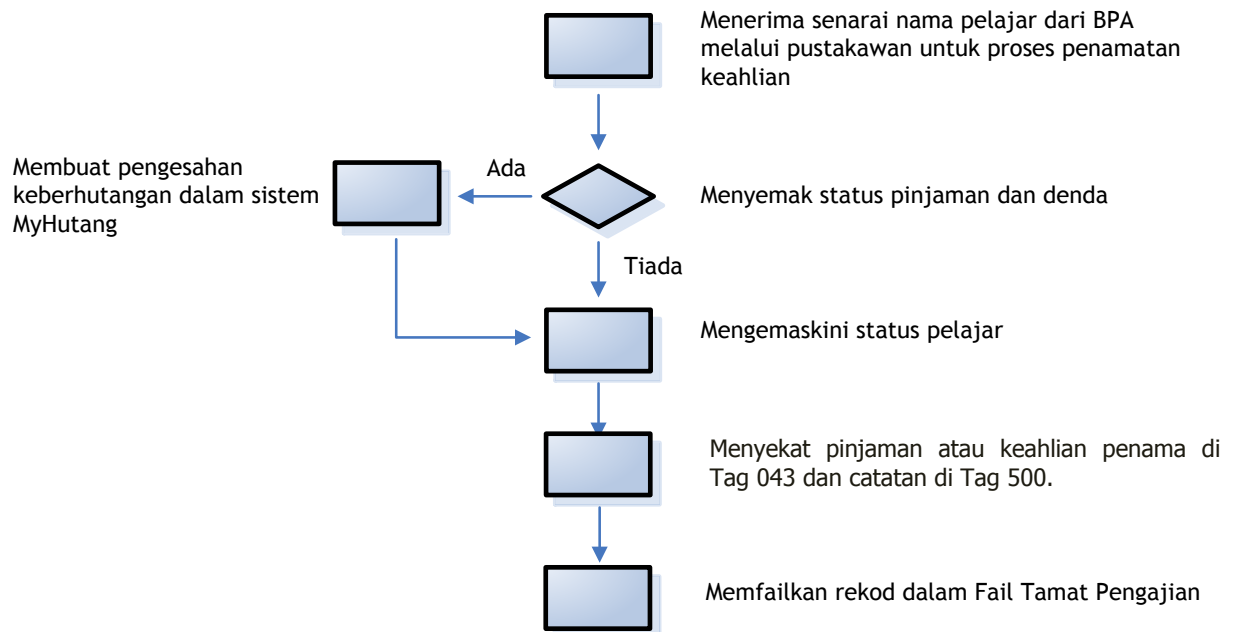 Menerima senarai nama pelajar dari BPA
melalui pustakawan untuk proses penamatan
keahlian
Membuat pengesahan
keberhutangan dalam sistem
MyHutang
Ada
Menyemak status pinjaman dan denda
Tiada
Mengemaskini status pelajar
Menyekat pinjaman atau keahlian penama di
Tag 043 dan catatan di Tag 500.
Memfailkan rekod dalam Fail Tamat Pengajian